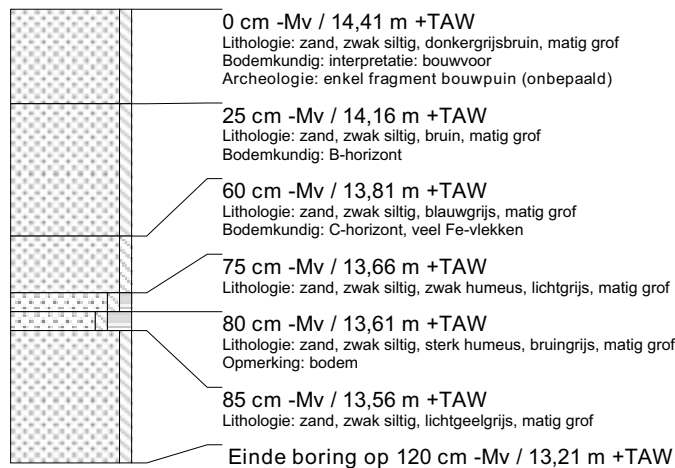 0 cm -Mv / 14,41 m +TAW
Lithologie: zand, zwak siltig, donkergrijsbruin, matig grof
Bodemkundig: interpretatie: bouwvoor
Archeologie: enkel fragment bouwpuin (onbepaald)
25 cm -Mv / 14,16 m +TAW
Lithologie: zand, zwak siltig, bruin, matig grof
Bodemkundig: B-horizont
60 cm -Mv / 13,81 m +TAW
Lithologie: zand, zwak siltig, blauwgrijs, matig grof
Bodemkundig: C-horizont, veel Fe-vlekken
75 cm -Mv / 13,66 m +TAW
Lithologie: zand, zwak siltig, zwak humeus, lichtgrijs, matig grof
80 cm -Mv / 13,61 m +TAW
Lithologie: zand, zwak siltig, sterk humeus, bruingrijs, matig grof
Opmerking: bodem
85 cm -Mv / 13,56 m +TAW
Lithologie: zand, zwak siltig, lichtgeelgrijs, matig grof
Einde boring op 120 cm -Mv / 13,21 m +TAW